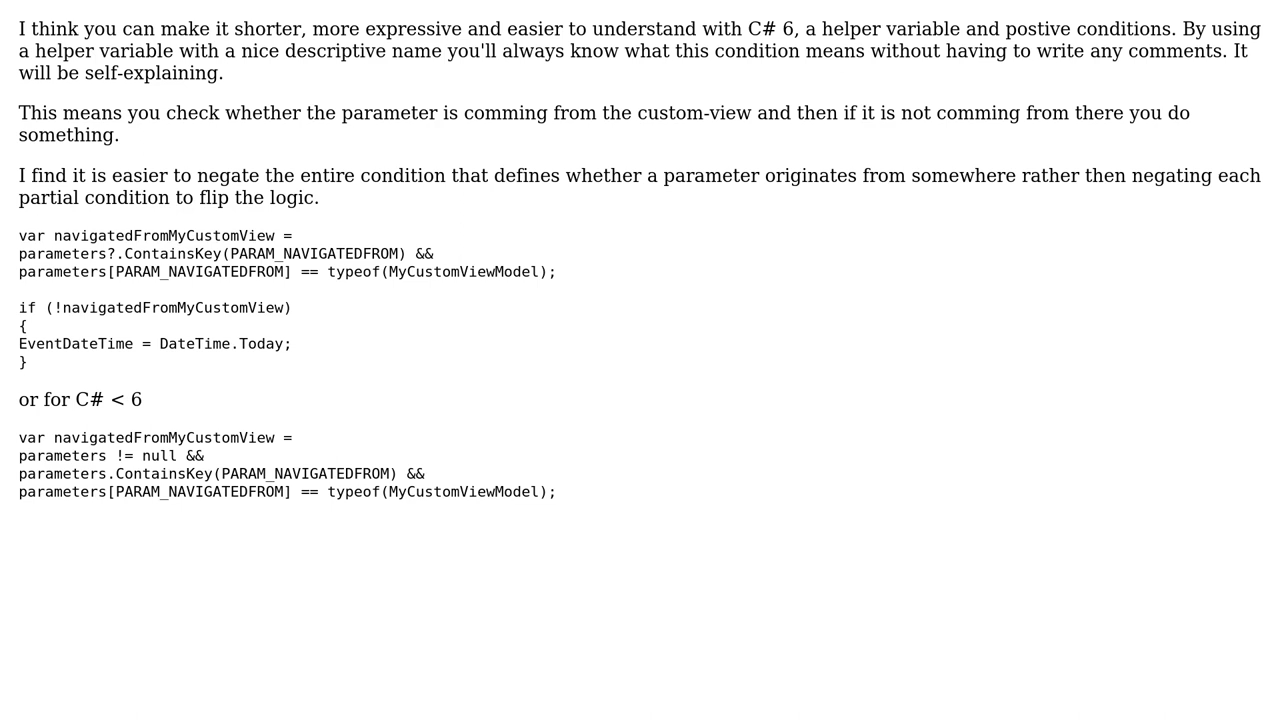 I think you can make it shorter, more expressive and easier to understand with C# 6, a helper variable and postive conditions. By using
a helper variable with a nice descriptive name you'll always know what this condition means without having to write any comments. It
will be self-explaining.
This means you check whether the parameter is comming from the custom-view and then if it is not comming from there you do
something.
I find it is easier to negate the entire condition that defines whether a parameter originates from somewhere rather then negating each
partial condition to flip the logic.
var navigatedFromMyCustomView =
parameters?.ContainsKey(PARAM_NAVIGATEDFROM) &&
parameters[PARAM_NAVIGATEDFROM] == typeof(MyCustomViewModel);
if (!navigatedFromMyCustomView)
{
EventDateTime = DateTime.Today;
}
or for C# < 6
var navigatedFromMyCustomView =
parameters != null &&
parameters.ContainsKey(PARAM_NAVIGATEDFROM) &&
parameters[PARAM_NAVIGATEDFROM] == typeof(MyCustomViewModel);